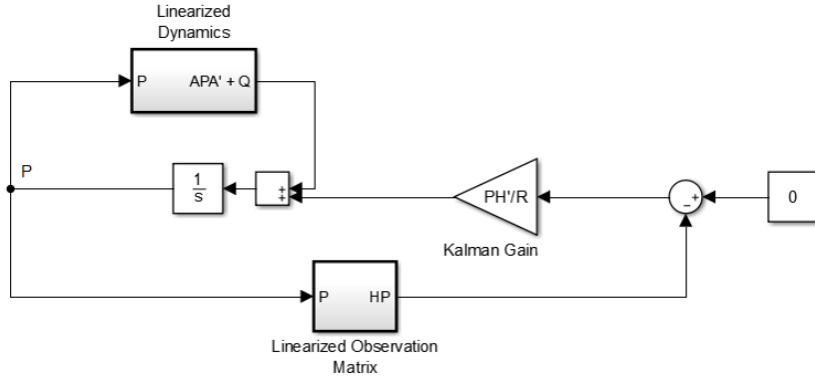 Linearized
Dynamics
P APA' + Q
P
1
s
+
+
PH'/R
Kalman Gain
+
−
0
P HP
Linearized Observation
Matrix